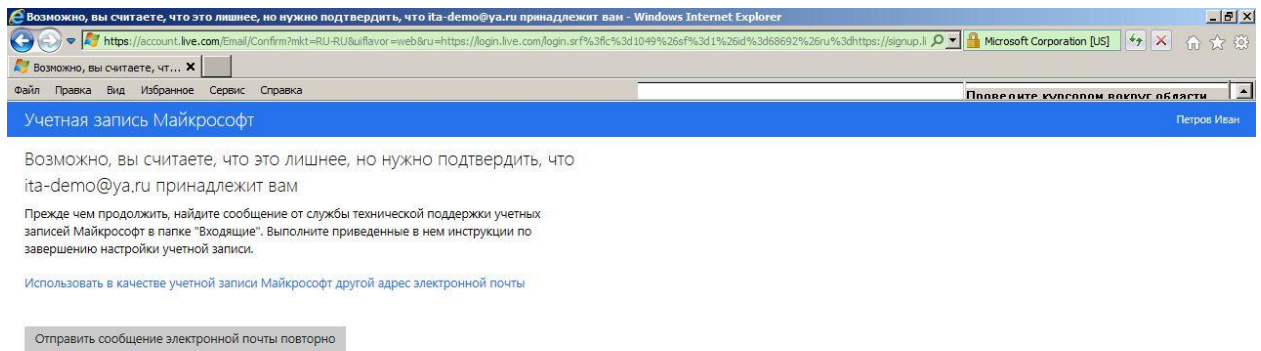 Возможно, вы считаете, что это лишнее, но нужно подтвердить, что ita-demo@ya.ru принадлежит вам - Windows Internet Explorer
https://account.live.com/Email/Confirm?mkt=RU-RU&uiflavor=web&ru=https://login.live.com/login.srf%3flc%3d1049%26sf%3d1%26id%3d68692%26ru%3dhttps://signup.li Microsoft Corporation [US]
Возможно, вы считаете, чт...
Файл Правка Вид Избранное Сервис Справка Проведите курсором вокруг области
Учетная запись Майкрософт Петров Иван
Возможно, вы считаете, что это лишнее, но нужно подтвердить, что
ita-demo@ya.ru принадлежит вам
Прежде чем продолжить, найдите сообщение от службы технической поддержки учетных
записей Майкрософт в папке "Входящие". Выполните приведенные в нем инструкции по
завершению настройки учетной записи.
Использовать в качестве учетной записи Майкрософт другой адрес электронной почты
Отправить сообщение электронной почты повторно